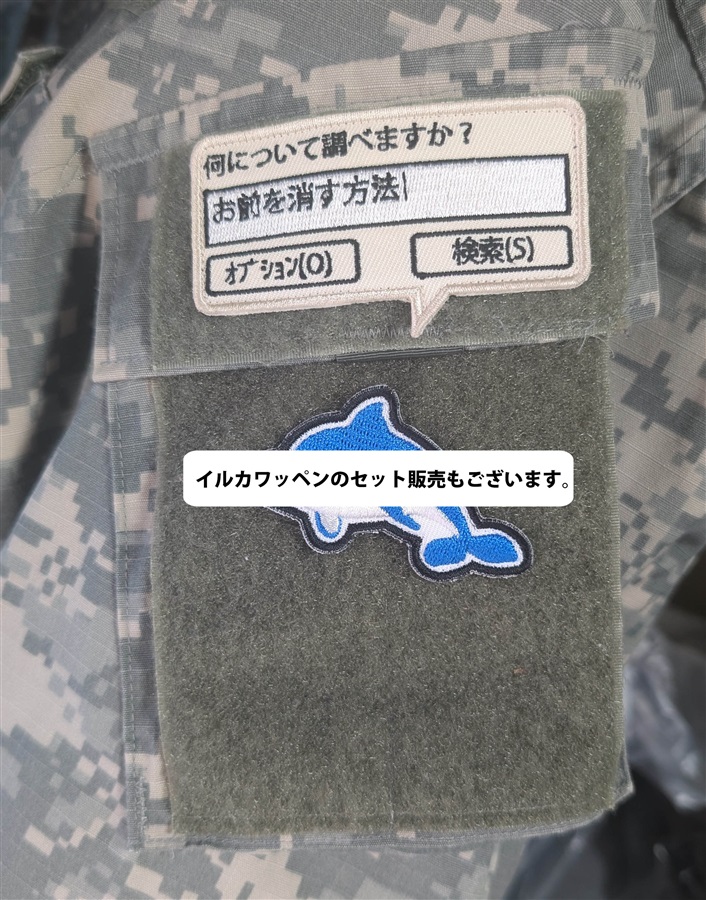 何について調べますか?
お前を消す方法
オプション(O)
検索(S)
イルカワッペンのセット販売もございます。